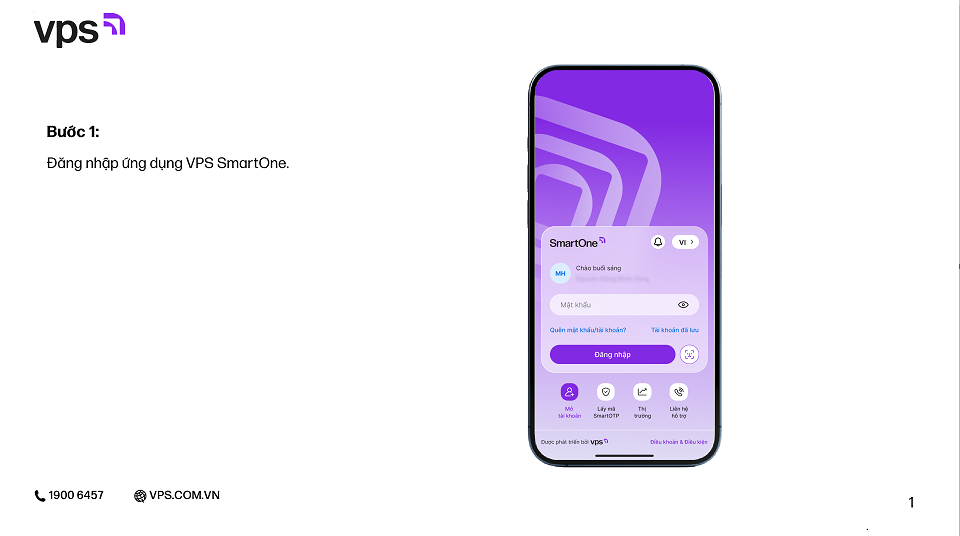 vps
Bước 1:
Đăng nhập ứng dụng VPS SmartOne.
SmartOne
VI
MH
Chào buổi sáng
Mật khẩu
Quên mật khẩu/tài khoản?
Tài khoản đã lưu
Đăng nhập
Mở
tài khoản
Lấy mã
SmartOTP
Thị
trường
Liên hệ
hỗ trợ
Được phát triển bởi vps
Điều khoản & Điều kiện
1900 6457
VPS.COM.VN
1